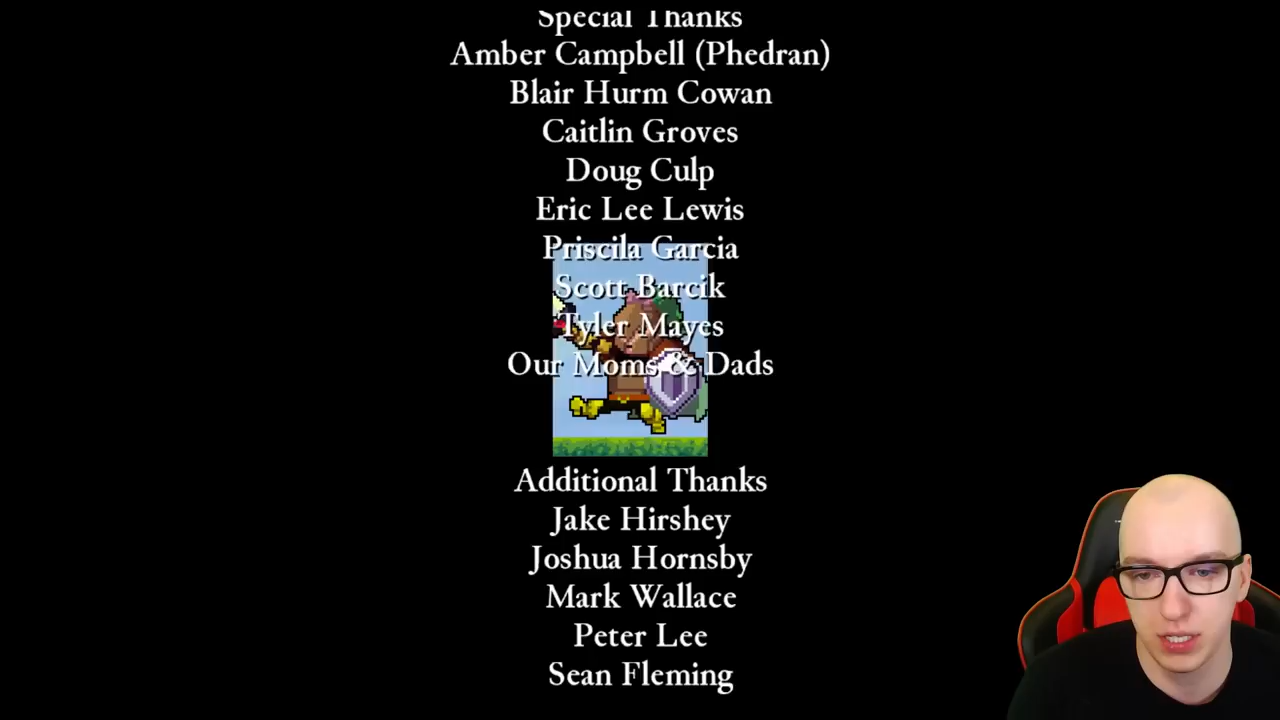 Special Thanks
Amber Campbell (Phedran)
Blair Hurm Cowan
Caitlin Groves
Doug Culp
Eric Lee Lewis
Priscila Garcia
Scott Barcik
Tyler Mayes
Our Moms & Dads
Additional Thanks
Jake Hirshey
Joshua Hornsby
Mark Wallace
Peter Lee
Sean Fleming